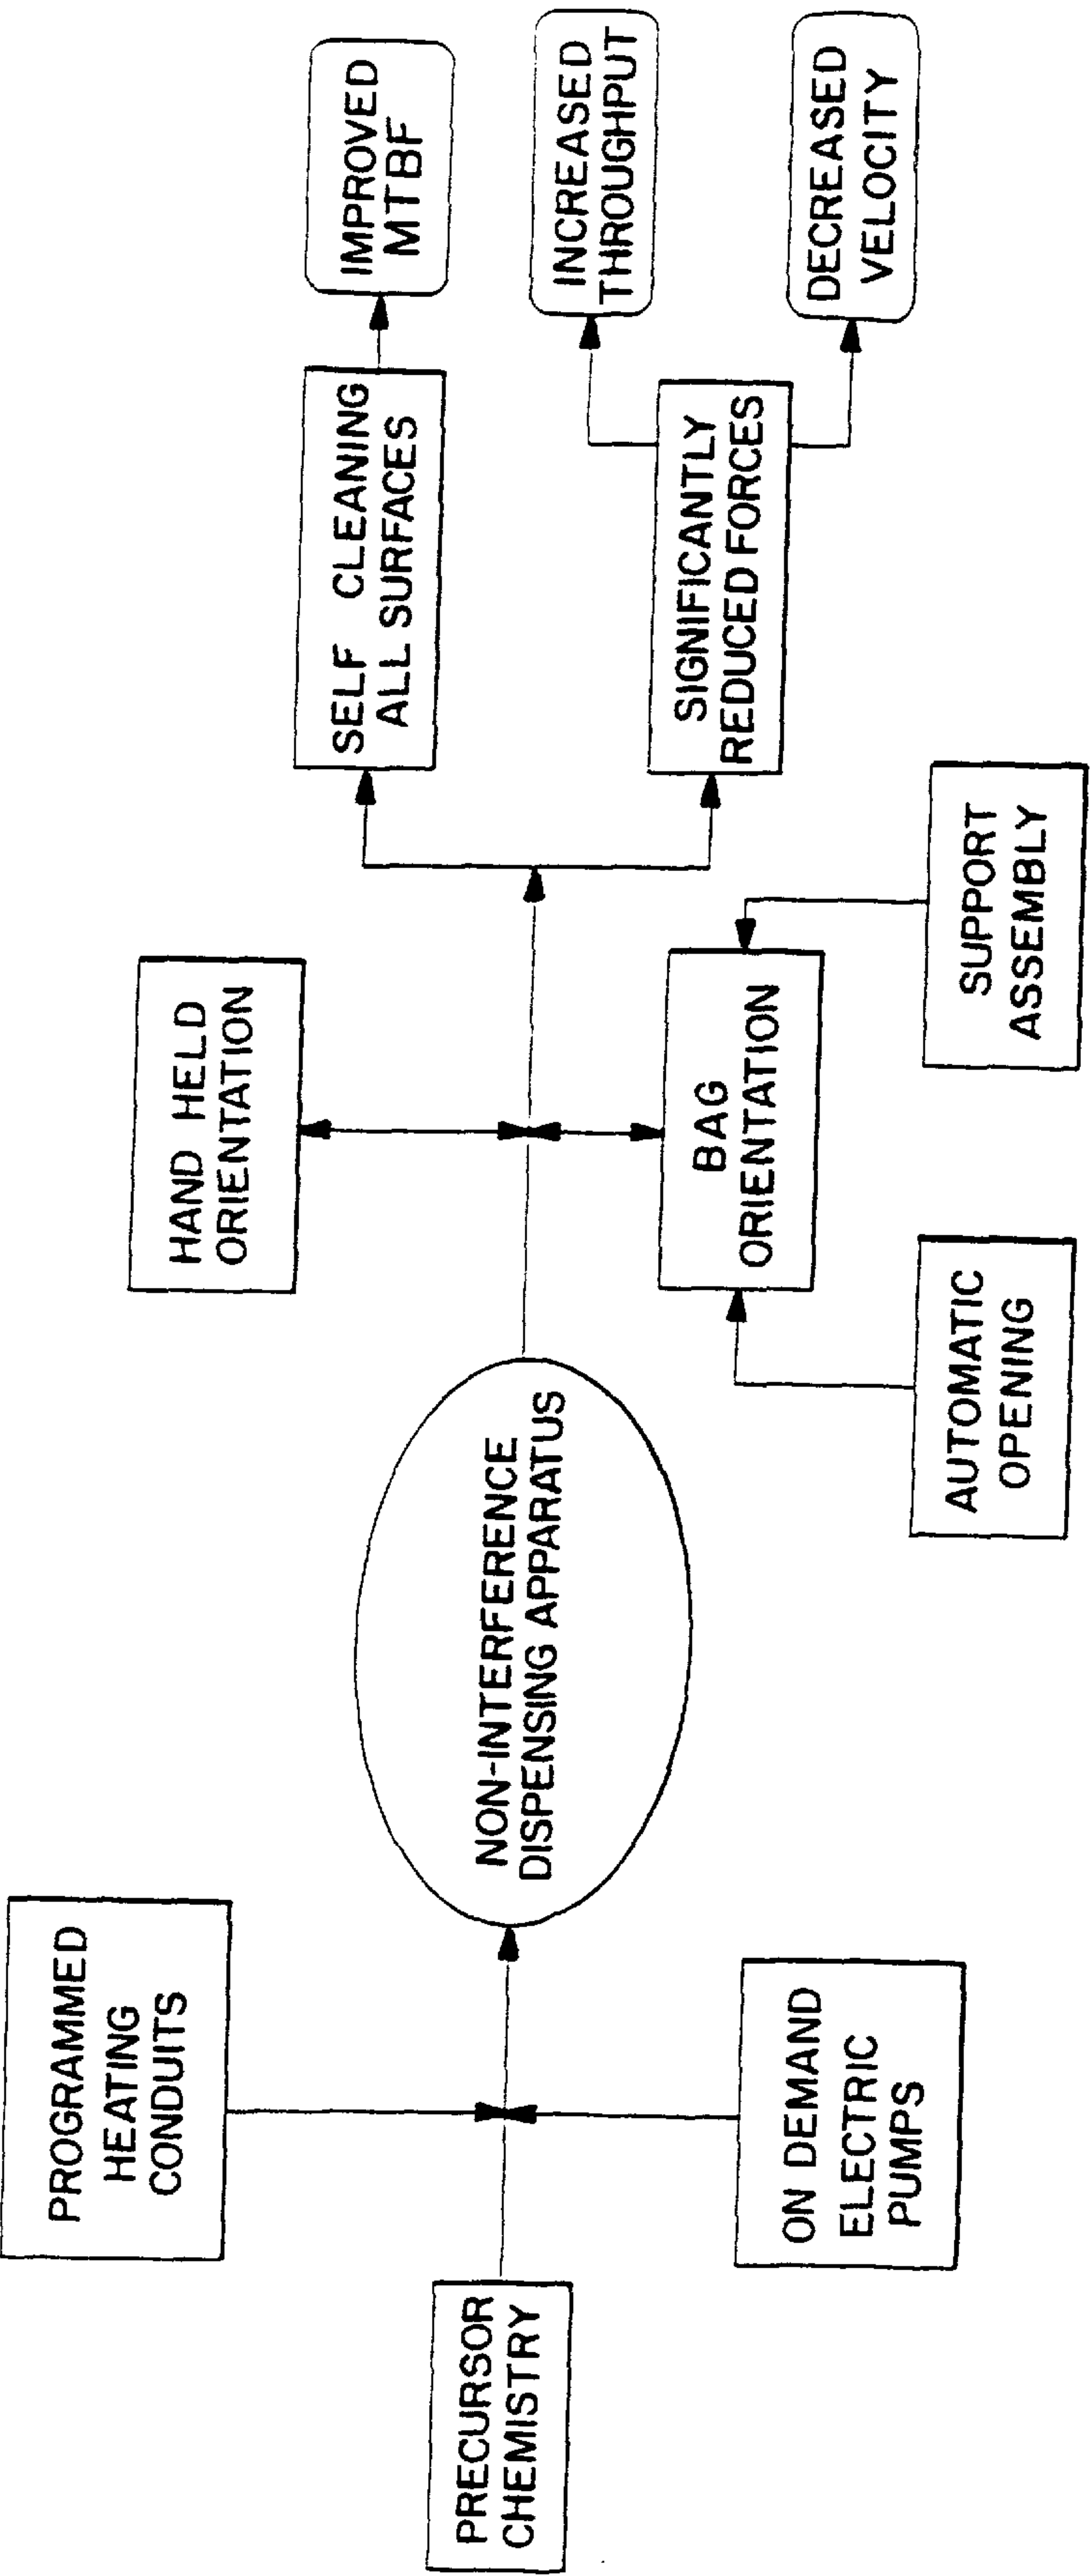 PRECURSOR
CHEMISTRY
PROGRAMMED
HEATING
CONDUITS
ON DEMAND
ELECTRIC
PUMPS
NON-INTERFERENCE
DISPENSING APPARATUS
HAND HELD
ORIENTATION
BAG
ORIENTATION
AUTOMATIC
OPENING
SUPPORT
ASSEMBLY
SELF CLEANING
ALL SURFACES
SIGNIFICANTLY
REDUCED FORCES
IMPROVED
MTBF
INCREASED
THROUGHPUT
DECREASED
VELOCITY